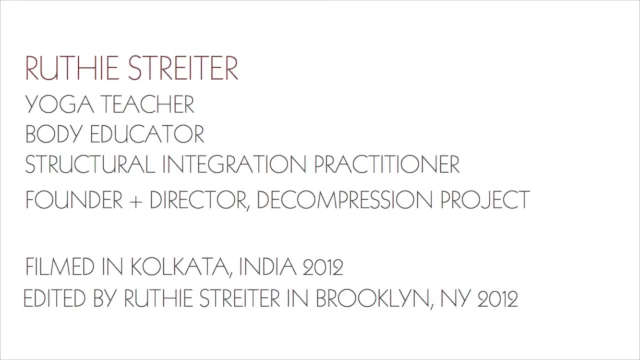 RUTHIE STREITER
YOGA TEACHER
BODY EDUCATOR
STRUCTURAL INTEGRATION PRACTITIONER
FOUNDER + DIRECTOR, DECOMPRESSION PROJECT
FILMED IN KOLKATA, INDIA 2012
EDITED BY RUTHIE STREITER IN BROOKLYN, NY 2012